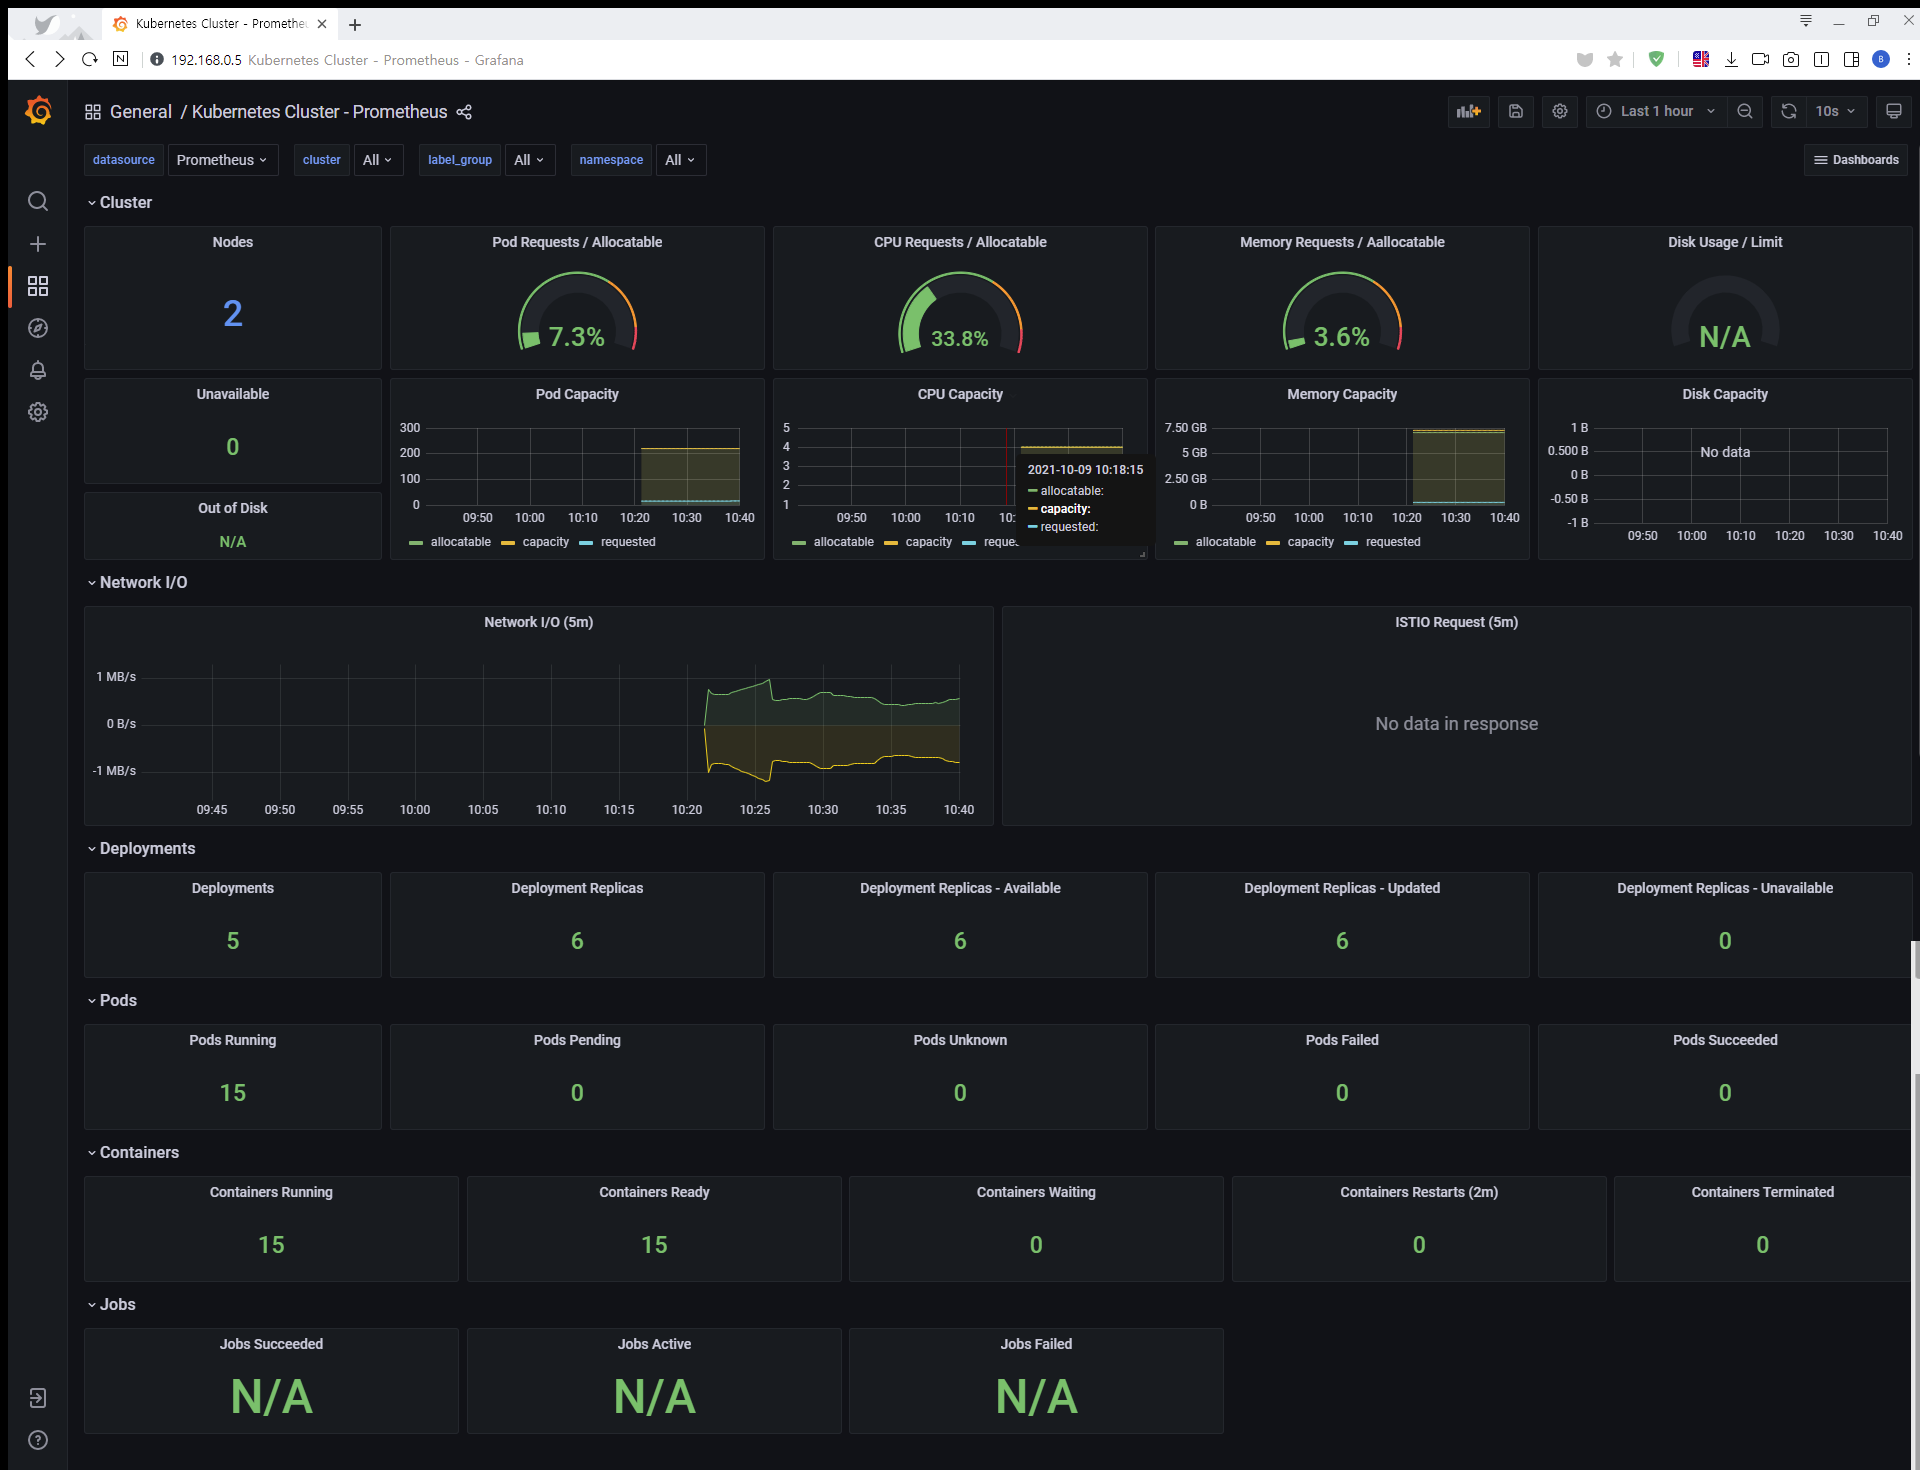 Kubernetes Cluster - Promethe
192.168.0.5 Kubernetes Cluster - Prometheus - Grafana
B
General / Kubernetes Cluster - Prometheus
Last 1 hour
10s
datasource Prometheus cluster All label_group All namespace All
Dashboards
Cluster
Nodes
2
Pod Requests / Allocatable
7.3%
CPU Requests / Allocatable
33.8%
Memory Requests / Aallocatable
3.6%
Disk Usage / Limit
N/A
Unavailable
0
Out of Disk
N/A
Pod Capacity
300
200
100
0
09:50 10:00 10:10 10:20 10:30 10:40
allocatable capacity requested
CPU Capacity
5
4
3
2
1
09:50 10:00 10:10 10:
2021-10-09 10:18:15
allocatable:
capacity:
requested:
allocatable capacity reque
Memory Capacity
7.50 GB
5 GB
2.50 GB
0 B
09:50 10:00 10:10 10:20 10:30 10:40
allocatable capacity requested
Disk Capacity
1 B
0.500 B
0 B
-0.50 B
-1 B
No data
09:50 10:00 10:10 10:20 10:30 10:40
Network I/O
Network I/O (5m)
1 MB/s
0 B/s
-1 MB/s
09:45 09:50 09:55 10:00 10:05 10:10 10:15 10:20 10:25 10:30 10:35 10:40
ISTIO Request (5m)
No data in response
Deployments
Deployments
5
Deployment Replicas
6
Deployment Replicas - Available
6
Deployment Replicas - Updated
6
Deployment Replicas - Unavailable
0
Pods
Pods Running
15
Pods Pending
0
Pods Unknown
0
Pods Failed
0
Pods Succeeded
0
Containers
Containers Running
15
Containers Ready
15
Containers Waiting
0
Containers Restarts (2m)
0
Containers Terminated
0
Jobs
Jobs Succeeded
N/A
Jobs Active
N/A
Jobs Failed
N/A